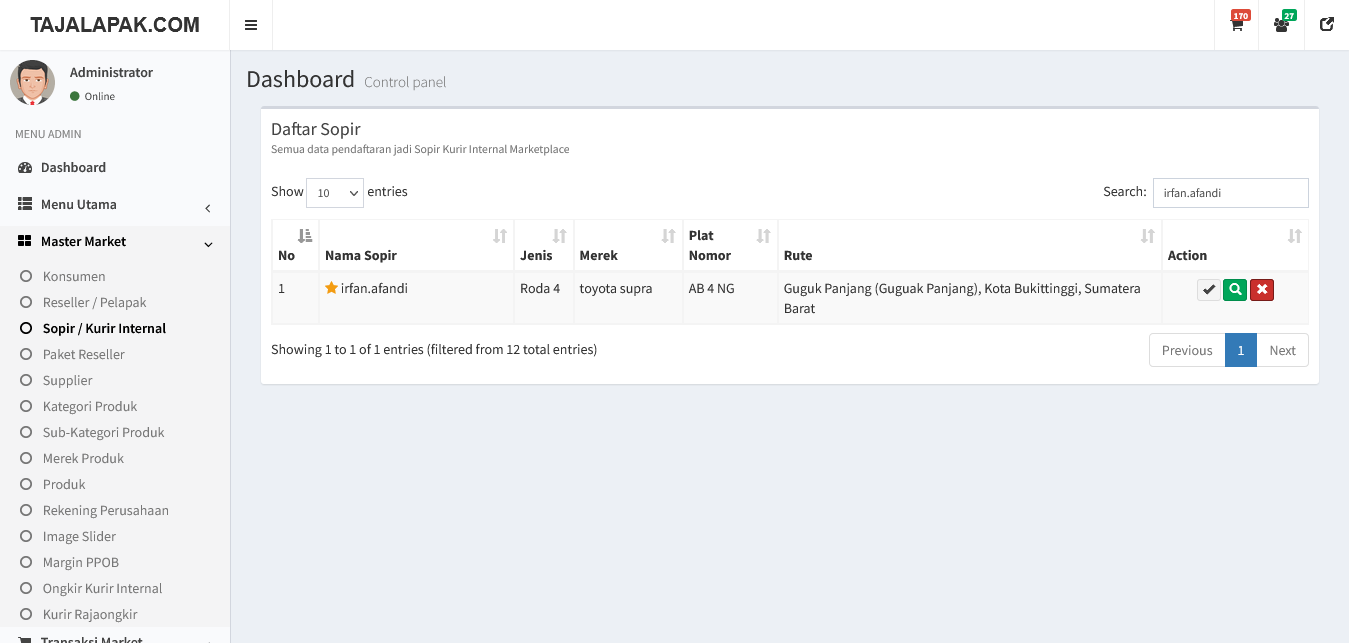 TAJALAPAK.COM
170
27
Administrator
Online
MENU ADMIN
Dashboard
Menu Utama
Master Market
Konsumen
Reseller / Pelapak
Sopir / Kurir Internal
Paket Reseller
Supplier
Kategori Produk
Sub-Kategori Produk
Merek Produk
Produk
Rekening Perusahaan
Image Slider
Margin PPOB
Ongkir Kurir Internal
Kurir Rajaongkir
Transaksi Market
Dashboard Control panel
Daftar Sopir
Semua data pendaftaran jadi Sopir Kurir Internal Marketplace
Show 10 entries
Search: irfan.afandi
No Nama Sopir Jenis Merek Plat Nomor Rute Action
1 irfan.afandi Roda 4 toyota supra AB 4 NG Guguk Panjang (Guguak Panjang), Kota Bukittinggi, Sumatera
Barat
Showing 1 to 1 of 1 entries (filtered from 12 total entries)
Previous 1 Next